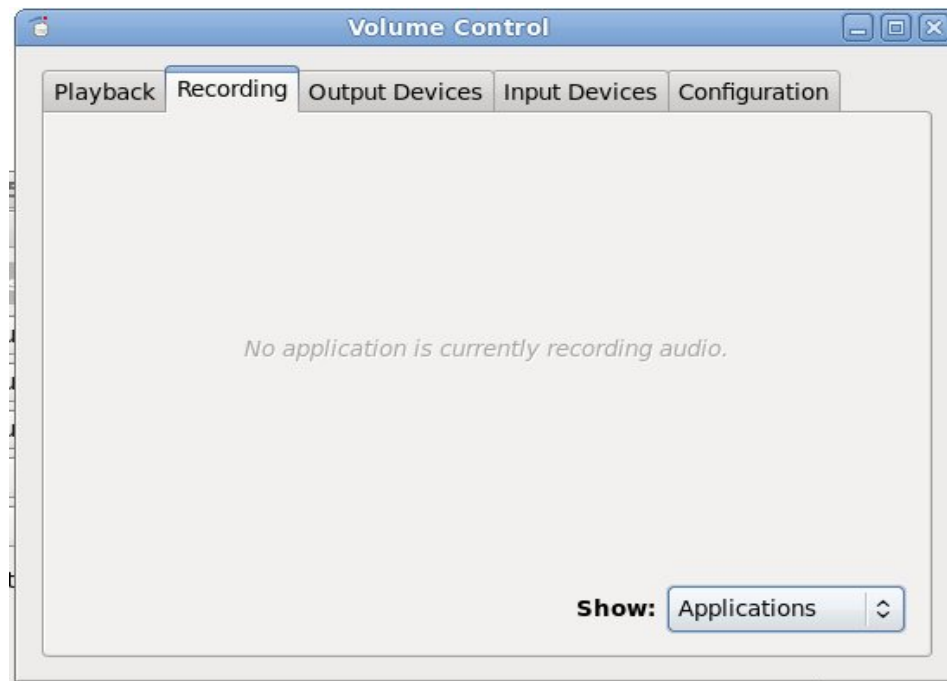 Volume Control
Playback Recording Output Devices Input Devices Configuration
No application is currently recording audio.
Show: Applications